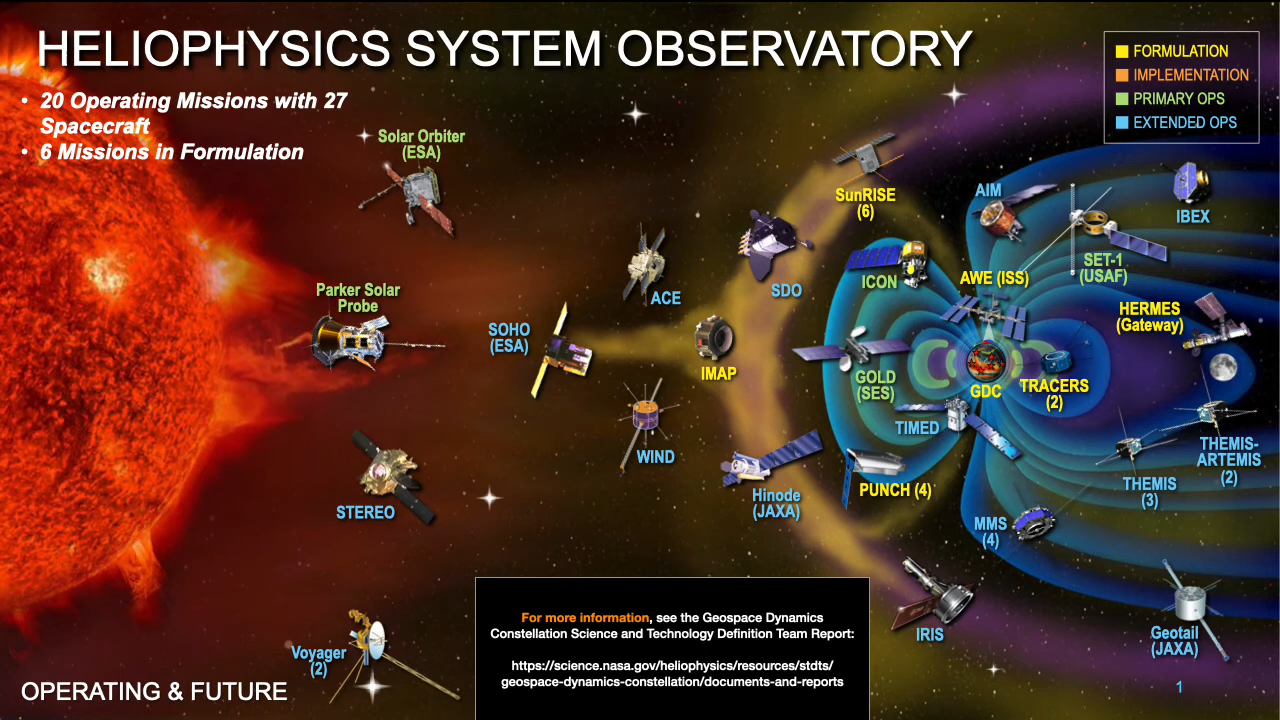 HELIOPHYSICS SYSTEM OBSERVATORY
• 20 Operating Missions with 27
Spacecraft
• 6 Missions in Formulation
FORMULATION
IMPLEMENTATION
PRIMARY OPS
EXTENDED OPS
Solar Orbiter
(ESA)
Parker Solar
Probe
STEREO
Voyager
(2)
SOHO
(ESA)
ACE
WIND
IMAP
SDO
Hinode
(JAXA)
SunRISE
(6)
ICON
GOLD
(SES)
TIMED
PUNCH (4)
AIM
AWE (ISS)
GDC
TRACERS
(2)
SET-1
(USAF)
IBEX
HERMES
(Gateway)
THEMIS-
ARTEMIS
(2)
THEMIS
(3)
MMS
(4)
IRIS
Geotail
(JAXA)
For more information, see the Geospace Dynamics
Constellation Science and Technology Definition Team Report:
https://science.nasa.gov/heliophysics/resources/stdts/
geospace-dynamics-constellation/documents-and-reports
OPERATING & FUTURE
1